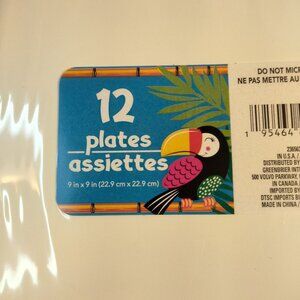 12
plates
assiettes
9 in x 9 in (22.9 cm x 22.9 cm)
DO NOT MICR
NE PAS METTRE AU
1 95464
IN U.S.A.
DISTRIBUTED B
GREENBRIER INT
500 VOLVO PARKWAY,
IN CANADA
IMPORTED BY
DTSC IMPORTS
MADE IN CHINA /